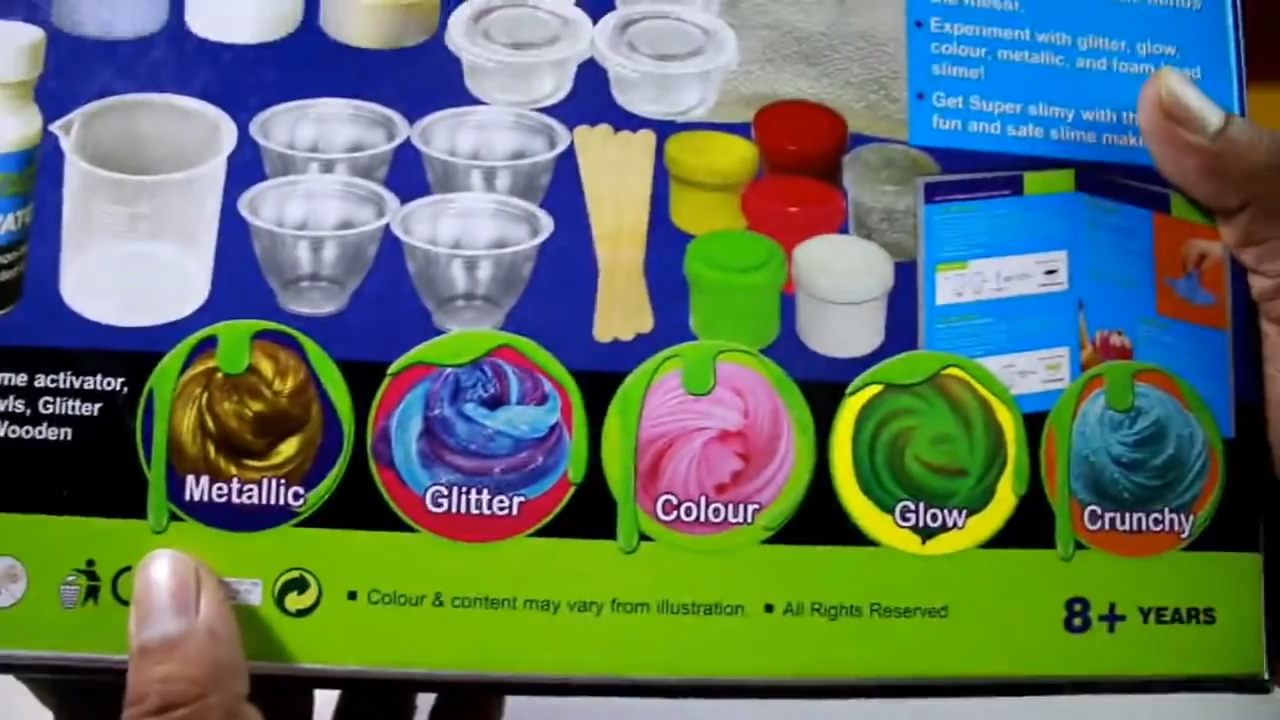 Experiment with glitter, glow,
colour, metallic, and foam bead
slime!
Get Super slimy with
fun and safe slime
me activator,
wls, Glitter
Wooden
Metallic
Glitter
Colour
Glow
Crunchy
▪ Colour & content may vary from illustration. ▪ All Rights Reserved
8+ YEARS